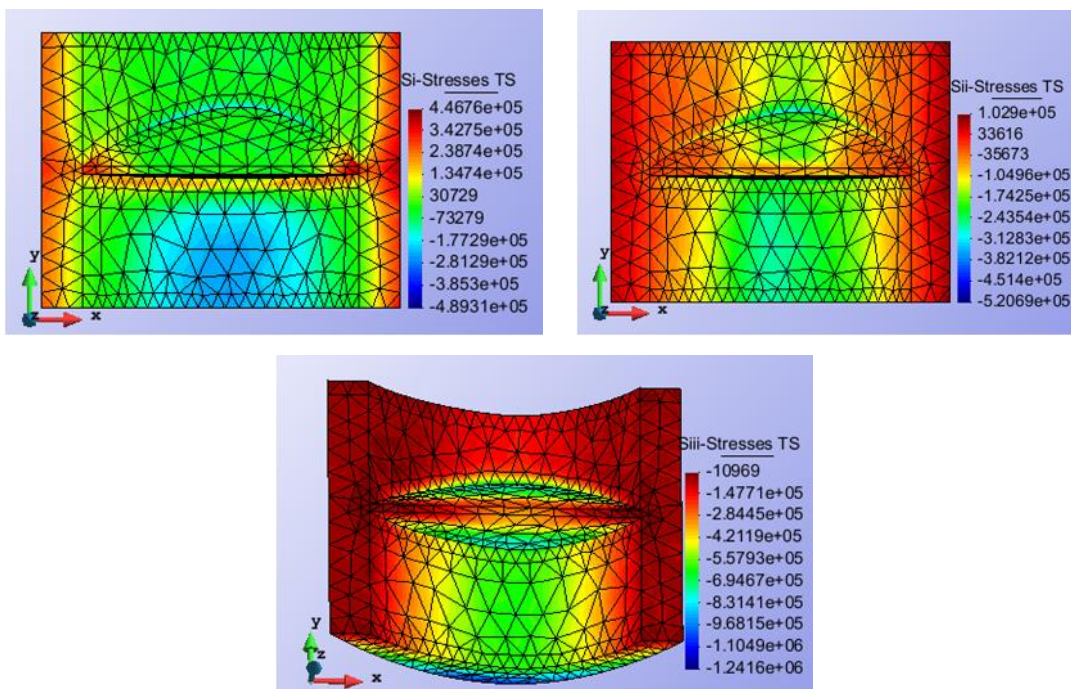 Si-Stresses TS
4.4676e+05
3.4275e+05
2.3874e+05
1.3474e+05
30729
-73279
-1.7729e+05
-2.8129e+05
-3.853e+05
-4.8931e+05
y
z
x
Sii-Stresses TS
1.029e+05
33616
-35673
-1.0496e+05
-1.7425e+05
-2.4354e+05
-3.1283e+05
-3.8212e+05
-4.514e+05
-5.2069e+05
y
z
x
Siii-Stresses TS
-10969
-1.4771e+05
-2.8445e+05
-4.2119e+05
-5.5793e+05
-6.9467e+05
-8.3141e+05
-9.6815e+05
-1.1049e+06
-1.2416e+06
y
z
x